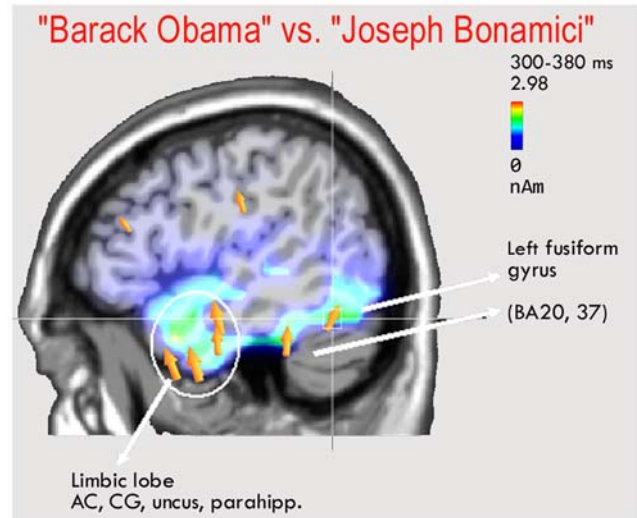 "Barack Obama" vs. "Joseph Bonamici"
300-380 ms
2.98
0
nAm
Left fusiform
gyrus
(BA20, 37)
Limbic lobe
AC, CG, uncus, parahipp.